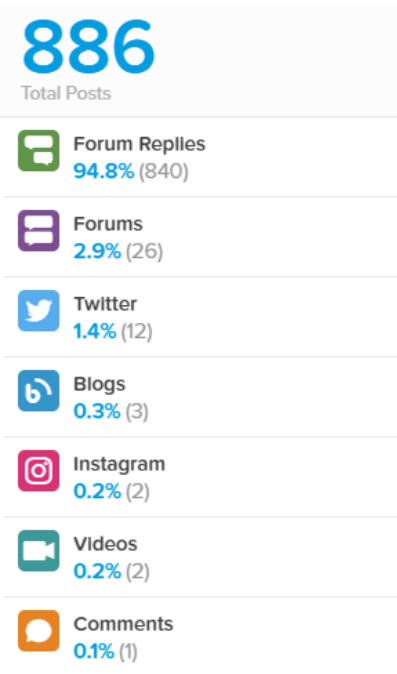 886
Total Posts
Forum Replies
94.8% (840)
Forums
2.9% (26)
Twitter
1.4% (12)
Blogs
0.3% (3)
Instagram
0.2% (2)
Videos
0.2% (2)
Comments
0.1% (1)